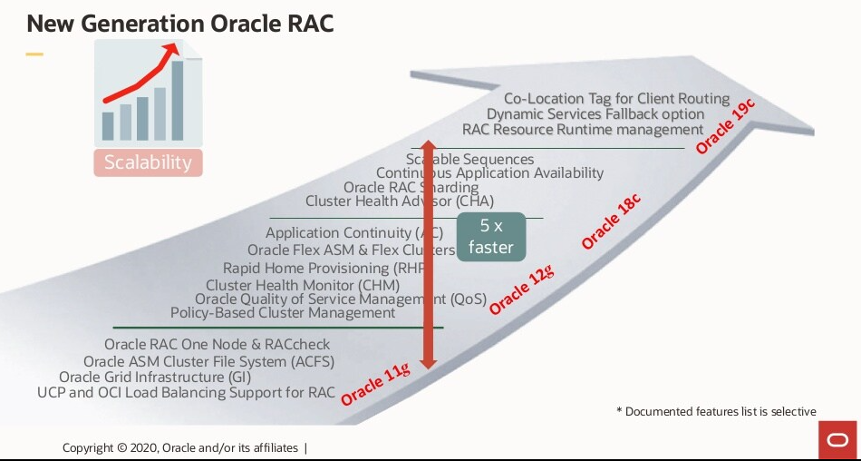 New Generation Oracle RAC
Scalability
Co-Location Tag for Client Routing
Dynamic Services Fallback option
RAC Resource Runtime management
Oracle 19c
Scalable Sequences
Continuous Application Availability
Oracle RAC Sharding
Cluster Health Advisor (CHA)
Oracle 18c
5 x
faster
Application Continuity (AC)
Oracle Flex ASM & Flex Clusters
Rapid Home Provisioning (RHP)
Cluster Health Monitor (CHM)
Oracle Quality of Service Management (QoS)
Policy-Based Cluster Management
Oracle 12g
Oracle RAC One Node & RACcheck
Oracle ASM Cluster File System (ACFS)
Oracle Grid Infrastructure (GI)
UCP and OCI Load Balancing Support for RAC
Oracle 11g
* Documented features list is selective
Copyright © 2020, Oracle and/or its affiliates |